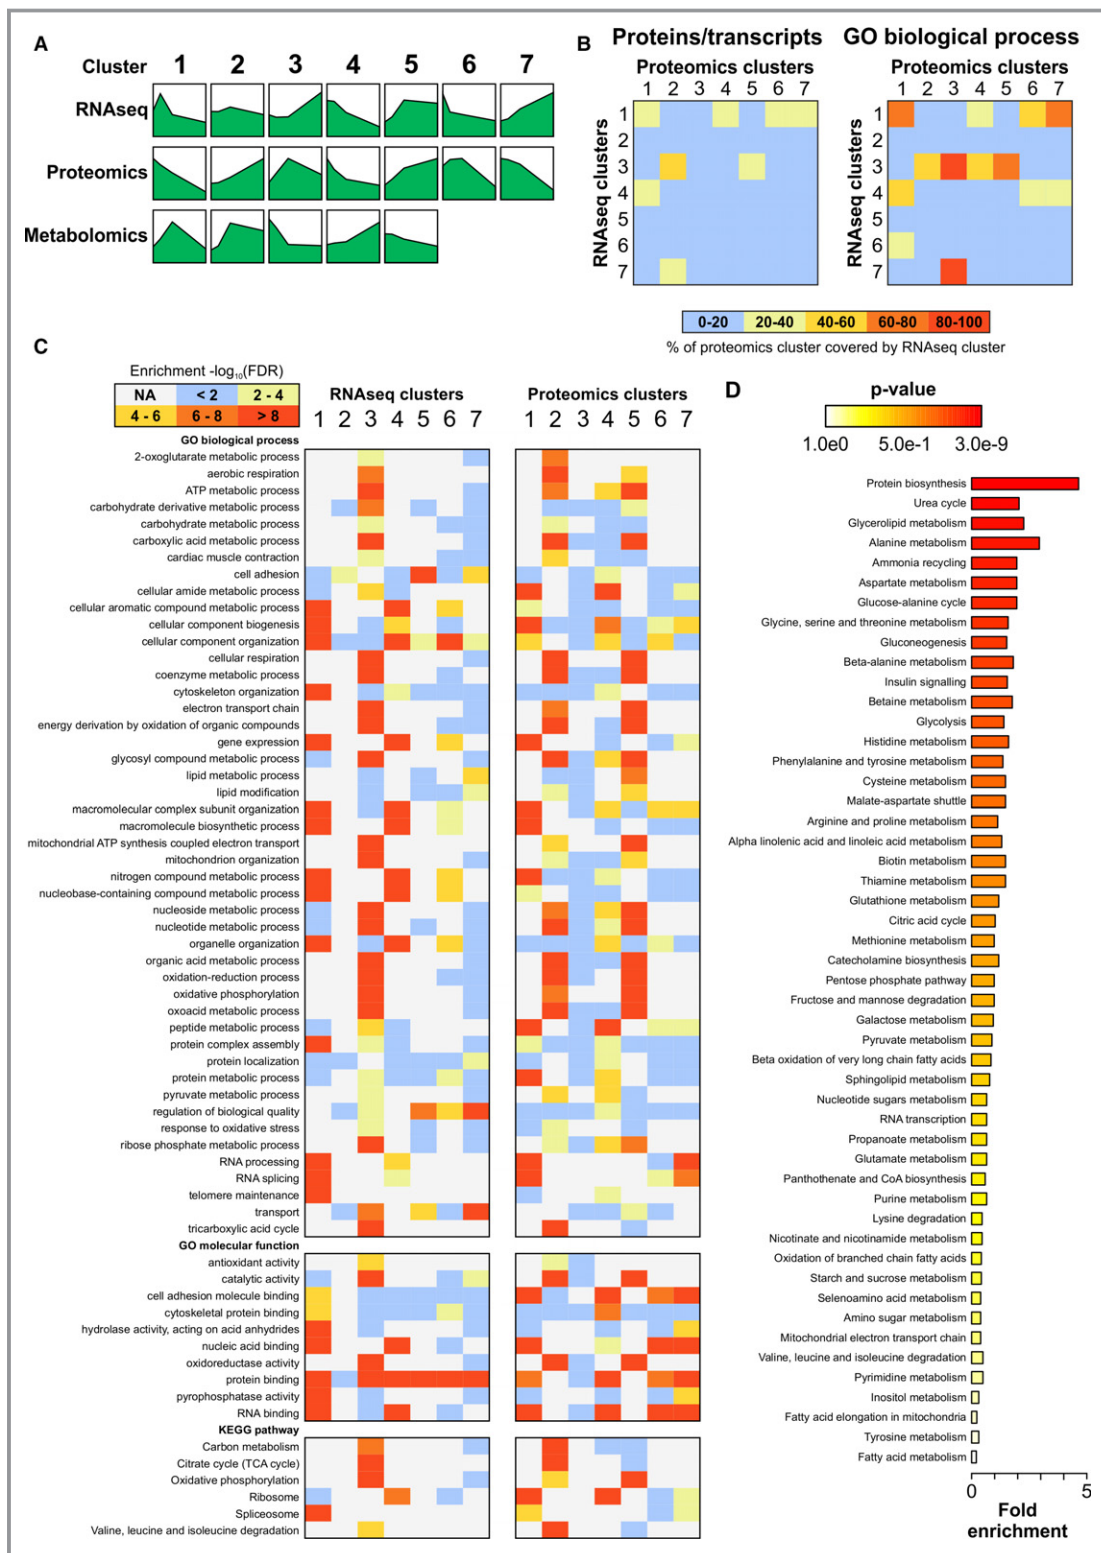 A
Cluster 1 2 3 4 5 6 7
RNAseq
Proteomics
Metabolomics
B
Proteins/transcripts
Proteomics clusters
1 2 3 4 5 6 7
RNAseq clusters
1
2
3
4
5
6
7
GO biological process
Proteomics clusters
1 2 3 4 5 6 7
RNAseq clusters
1
2
3
4
5
6
7
0-20 20-40 40-60 60-80 80-100
% of proteomics cluster covered by RNAseq cluster
C
Enrichment -log10(FDR)
NA < 2 2 - 4
4 - 6 6 - 8 > 8
RNAseq clusters
1 2 3 4 5 6 7
Proteomics clusters
1 2 3 4 5 6 7
GO biological process
2-oxoglutarate metabolic process
aerobic respiration
ATP metabolic process
carbohydrate derivative metabolic process
carbohydrate metabolic process
carboxylic acid metabolic process
cardiac muscle contraction
cell adhesion
cellular amide metabolic process
cellular aromatic compound metabolic process
cellular component biogenesis
cellular component organization
cellular respiration
coenzyme metabolic process
cytoskeleton organization
electron transport chain
energy derivation by oxidation of organic compounds
gene expression
glycosyl compound metabolic process
lipid metabolic process
lipid modification
macromolecular complex subunit organization
macromolecule biosynthetic process
mitochondrial ATP synthesis coupled electron transport
mitochondrion organization
nitrogen compound metabolic process
nucleobase-containing compound metabolic process
nucleoside metabolic process
nucleotide metabolic process
organelle organization
organic acid metabolic process
oxidation-reduction process
oxidative phosphorylation
oxoacid metabolic process
peptide metabolic process
protein complex assembly
protein localization
protein metabolic process
pyruvate metabolic process
regulation of biological quality
response to oxidative stress
ribose phosphate metabolic process
RNA processing
RNA splicing
telomere maintenance
transport
tricarboxylic acid cycle
GO molecular function
antioxidant activity
catalytic activity
cell adhesion molecule binding
cytoskeletal protein binding
hydrolase activity, acting on acid anhydrides
nucleic acid binding
oxidoreductase activity
protein binding
pyrophosphatase activity
RNA binding
KEGG pathway
Carbon metabolism
Citrate cycle (TCA cycle)
Oxidative phosphorylation
Ribosome
Spliceosome
Valine, leucine and isoleucine degradation
D
p-value
1.0e0 5.0e-1 3.0e-9
Protein biosynthesis
Urea cycle
Glycerolipid metabolism
Alanine metabolism
Ammonia recycling
Aspartate metabolism
Glucose-alanine cycle
Glycine, serine and threonine metabolism
Gluconeogenesis
Beta-alanine metabolism
Insulin signalling
Betaine metabolism
Glycolysis
Histidine metabolism
Phenylalanine and tyrosine metabolism
Cysteine metabolism
Malate-aspartate shuttle
Arginine and proline metabolism
Alpha linolenic acid and linoleic acid metabolism
Biotin metabolism
Thiamine metabolism
Glutathione metabolism
Citric acid cycle
Methionine metabolism
Catecholamine biosynthesis
Pentose phosphate pathway
Fructose and mannose degradation
Galactose metabolism
Pyruvate metabolism
Beta oxidation of very long chain fatty acids
Sphingolipid metabolism
Nucleotide sugars metabolism
RNA transcription
Propanoate metabolism
Glutamate metabolism
Panthothenate and CoA biosynthesis
Purine metabolism
Lysine degradation
Nicotinate and nicotinamide metabolism
Oxidation of branched chain fatty acids
Starch and sucrose metabolism
Selenoamino acid metabolism
Amino sugar metabolism
Mitochondrial electron transport chain
Valine, leucine and isoleucine degradation
Pyrimidine metabolism
Inositol metabolism
Fatty acid elongation in mitochondria
Tyrosine metabolism
Fatty acid metabolism
0 5
Fold
enrichment